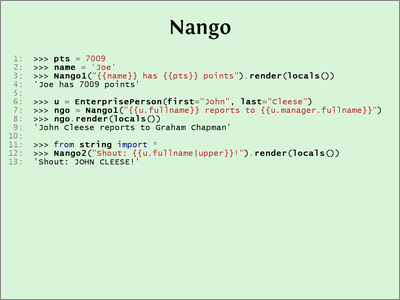 Nango
1: >>> pts = 7009
2: >>> name = 'Joe'
3: >>> Nango1("{{name}} has {{pts}} points").render(locals())
4: 'Joe has 7009 points'
5:
6: >>> u = EnterprisePerson(first="John", last="Cleese")
7: >>> ngo = Nango1("{{u.fullname}} reports to {{u.manager.fullname}}")
8: >>> ngo.render(locals())
9: 'John Cleese reports to Graham Chapman'
10:
11: >>> from string import *
12: >>> Nango2("Shout: {{u.fullname|upper}}!").render(locals())
13: 'Shout: JOHN CLEESE!'